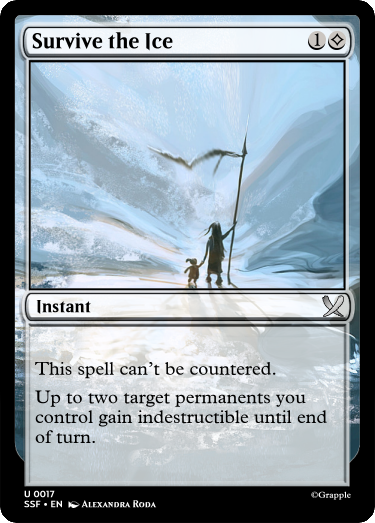 Survive the Ice 1
Instant
This spell can't be countered.
Up to two target permanents you
control gain indestructible until end
of turn.
U 0017
SSF • EN Alexandra Roda
©Grapple